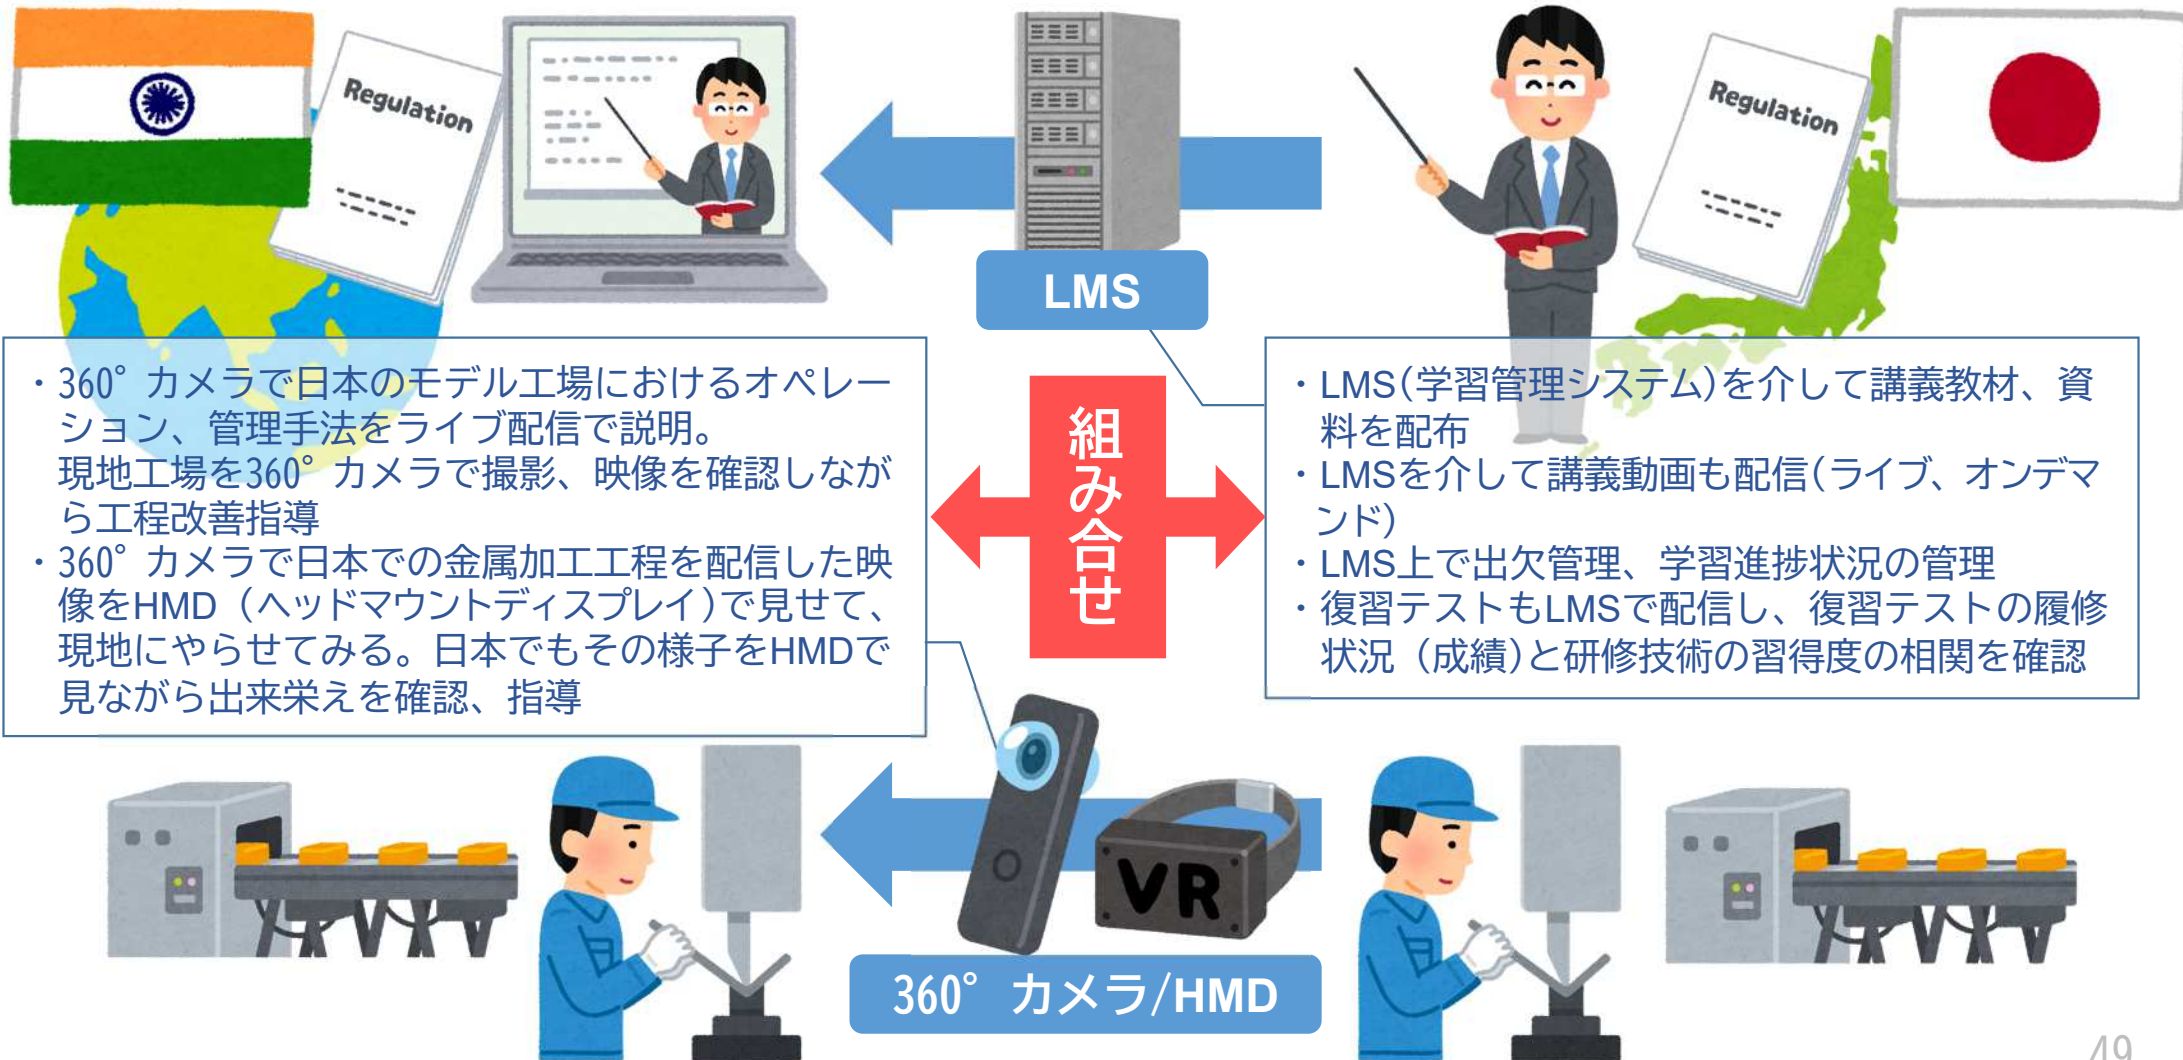 Regulation
Regulation
LMS
・360°カメラで日本のモデル工場におけるオペレー
ション、管理手法をライブ配信で説明。
現地工場を360°カメラで撮影、映像を確認しなが
ら工程改善指導
・360°カメラで日本での金属加工工程を配信した映
像をHMD（ヘッドマウントディスプレイ）で見せて、
現地にやらせてみる。日本でもその様子をHMDで
見ながら出来栄えを確認、指導
組み合せ
・LMS（学習管理システム）を介して講義教材、資
料を配布
・LMSを介して講義動画も配信（ライブ、オンデマ
ンド）
・LMS上で出欠管理、学習進捗状況の管理
・復習テストもLMSで配信し、復習テストの履修
状況（成績）と研修技術の習得度の相関を確認
VR
360°カメラ/HMD
49